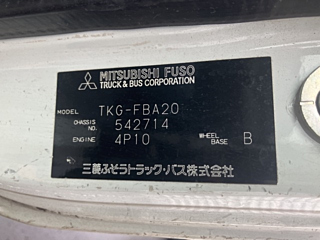 MITSUBISHI FUSO
TRUCK & BUS CORPORATION
MODEL TKG-FBA20
CHASSIS NO. 542714
ENGINE 4P10 WHEEL BASE B
三菱ふそうトラック・バス株式会社